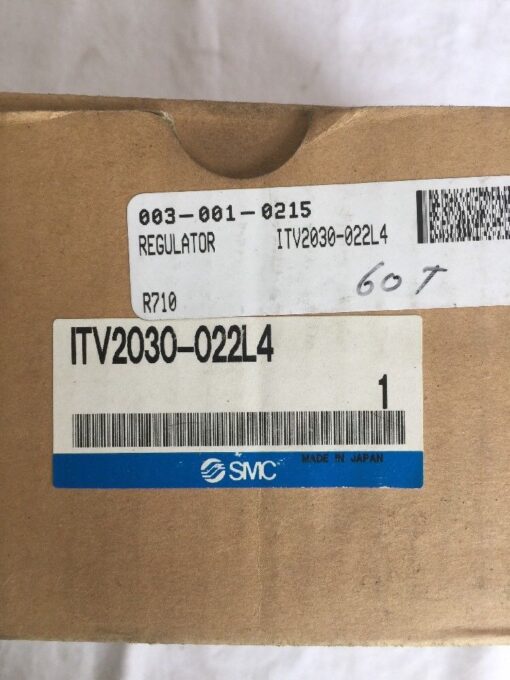 003-001-0215
REGULATOR ITV2030-022L4
60T
R710
ITV2030-022L4
1
SMC
MADE IN JAPAN